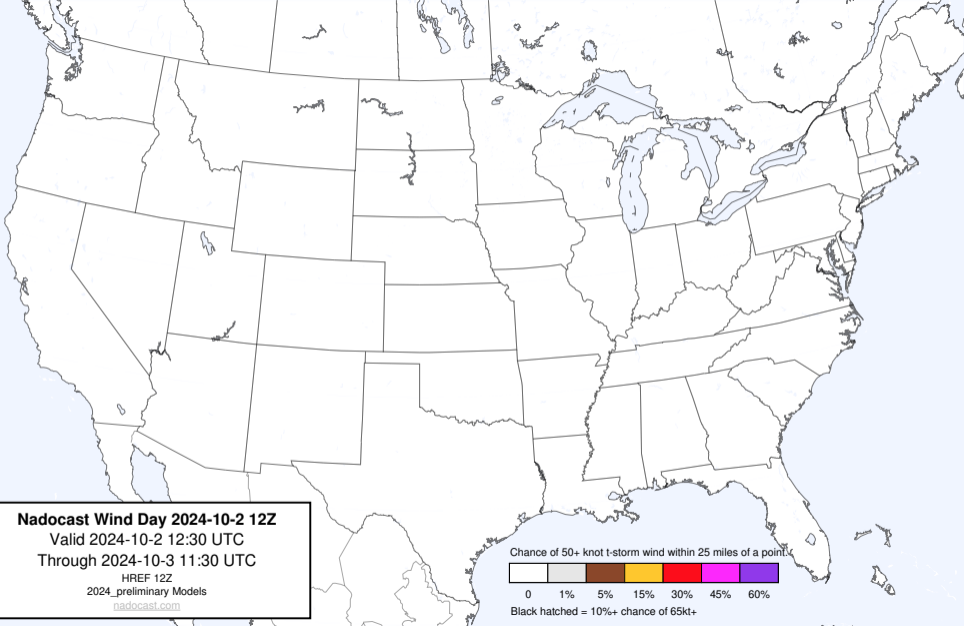 Nadocast Wind Day 2024-10-2 12Z
Valid 2024-10-2 12:30 UTC
Through 2024-10-3 11:30 UTC
HREF 12Z
2024_preliminary Models
nadocast.com
Chance of 50+ knot t-storm wind within 25 miles of a point.
0 1% 5% 15% 30% 45% 60%
Black hatched = 10%+ chance of 65kt+